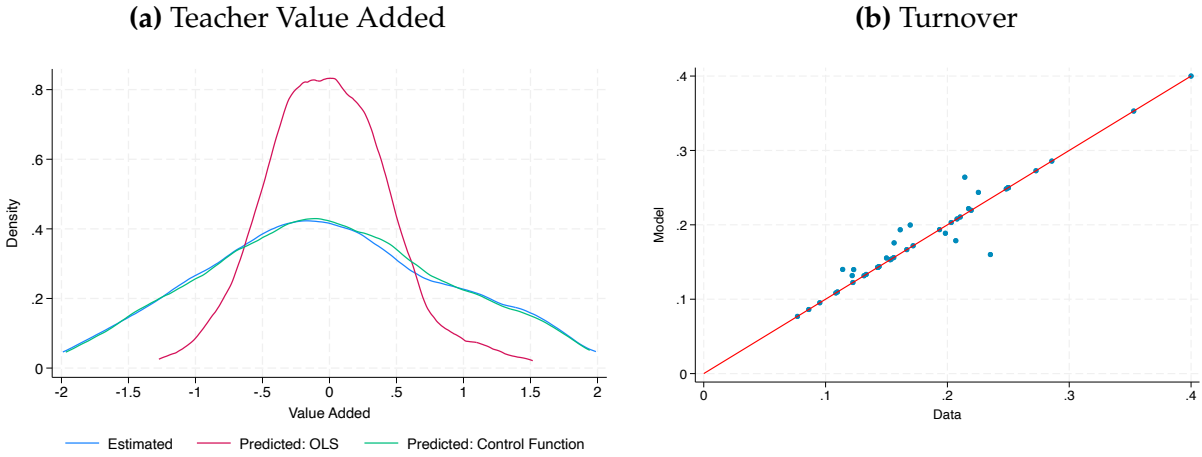 (a) Teacher Value Added
.8
.6
.4
.2
0
Density
-2 -1.5 -1 -.5 0 .5 1 1.5 2
Value Added
Estimated Predicted: OLS Predicted: Control Function
(b) Turnover
.4
.3
.2
.1
0
Model
0 .1 .2 .3 .4
Data